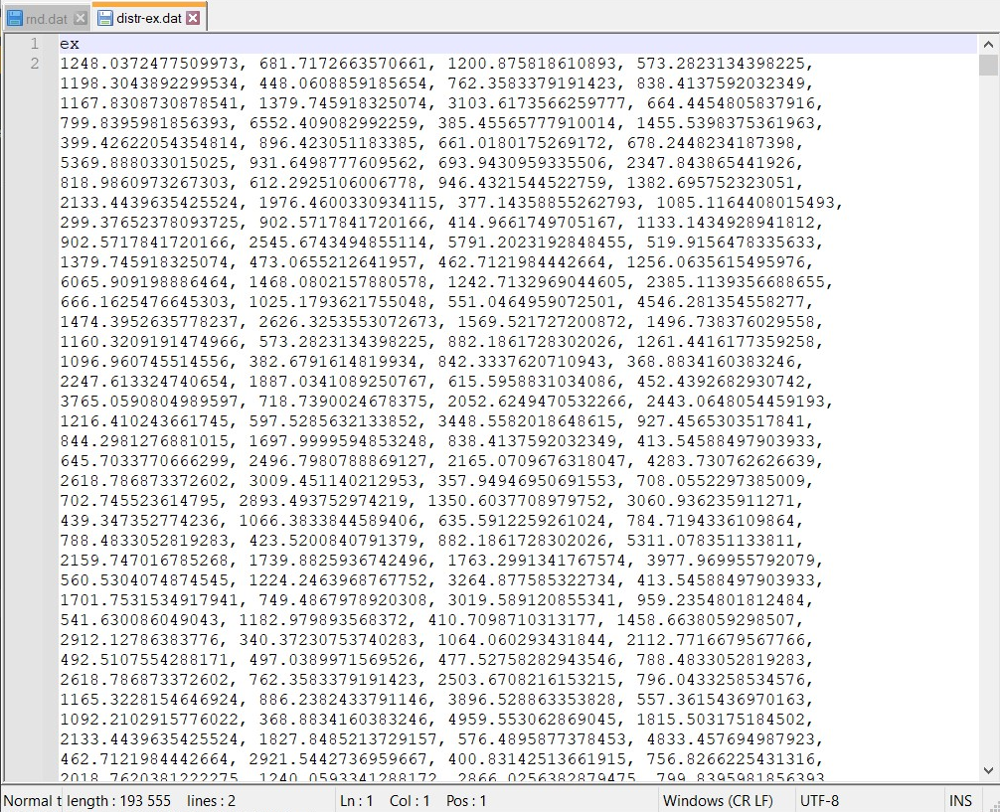 rnd.dat distr-ex.dat
1 ex
2 1248.0372477509973, 681.7172663570661, 1200.875818610893, 573.2823134398225,
1198.3043892299534, 448.0608859185654, 762.3583379191423, 838.4137592032349,
1167.8308730878541, 1379.745918325074, 3103.6173566259777, 664.4454805837916,
799.8395981856393, 6552.409082992259, 385.45565777910014, 1455.5398375361963,
399.42622054354814, 896.423051183385, 661.0180175269172, 678.2448234187398,
5369.888033015025, 931.6498777609562, 693.9430959335506, 2347.843865441926,
818.9860973267303, 612.2925106006778, 946.4321544522759, 1382.695752323051,
2133.4439635425524, 1976.4600330934115, 377.14358855262793, 1085.1164408015493,
299.37652378093725, 902.5717841720166, 414.9661749705167, 1133.1434928941812,
902.5717841720166, 2545.6743494855114, 5791.2023192848455, 519.9156478335633,
1379.745918325074, 473.0655212641957, 462.7121984442664, 1256.0635615495976,
6065.909198886464, 1468.0802157880578, 1242.7132969044605, 2385.1139356688655,
666.1625476645303, 1025.1793621755048, 551.0464959072501, 4546.281354558277,
1474.3952635778237, 2626.3253553072673, 1569.521727200872, 1496.738376029558,
1160.3209191474966, 573.2823134398225, 882.1861728302026, 1261.4416177359258,
1096.960745514556, 382.6791614819934, 842.3337620710943, 368.8834160383246,
2247.613324740654, 1887.0341089250767, 615.5958831034086, 452.4392682930742,
3765.0590804989597, 718.7390024678375, 2052.6249470532266, 2443.0648054459193,
1216.410243661745, 597.5285632133852, 3448.5582018648615, 927.4565303517841,
844.2981276881015, 1697.9999594853248, 838.4137592032349, 413.54588497903933,
645.7033770666299, 2496.7980788869127, 2165.0709676318047, 4283.730762626639,
2618.786873372602, 3009.451140212953, 357.94946950691553, 708.0552297385009,
702.745523614795, 2893.493752974219, 1350.6037708979752, 3060.936235911271,
439.347352774236, 1066.3833844589406, 635.5912259261024, 784.7194336109864,
788.4833052819283, 423.5200840791379, 882.1861728302026, 5311.078351133811,
2159.747016785268, 1739.8825936742496, 1763.2991341767574, 3977.969955792079,
560.5304074874545, 1224.2463968767752, 3264.877585322734, 413.54588497903933,
1701.7531534917941, 749.4867978920308, 3019.589120855341, 959.2354801812484,
541.630086049043, 1182.979893568372, 410.7098710313177, 1458.6638059298507,
2912.12786383776, 340.37230753740283, 1064.060293431844, 2112.7716679567766,
492.5107554288171, 497.0389971569526, 477.52758282943546, 788.4833052819283,
2618.786873372602, 762.3583379191423, 2503.6708216153215, 796.0433258534576,
1165.3228154646924, 886.2382433791146, 3896.528863353828, 557.3615436970163,
1092.2102915776022, 368.8834160383246, 4959.553062869045, 1815.503175184502,
2133.4439635425524, 1827.8485213729157, 576.4895877378453, 4833.457694987923,
462.7121984442664, 2921.5442736959667, 400.83142513661915, 756.8266225431316,
2018.7620381222275, 1240.0593341288172, 2866.0256382879475, 799.8395981856393,
Normal t length : 193 555 lines : 2 Ln : 1 Col : 1 Pos : 1 Windows (CR LF) UTF-8 INS